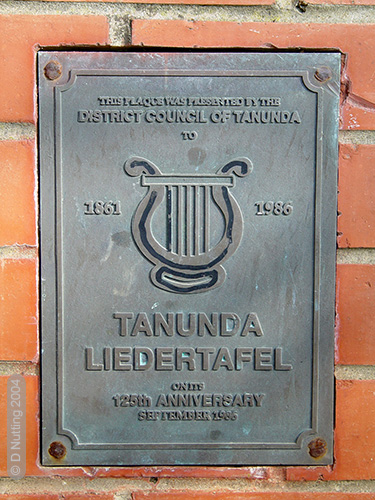 THIS PLAQUE WAS PRESENTED BY THE
DISTRICT COUNCIL OF TANUNDA
TO
1861 1986
TANUNDA
LIEDERTAFEL
ON ITS
125th ANNIVERSARY
SEPTEMBER 1986
© D Nutting 2004